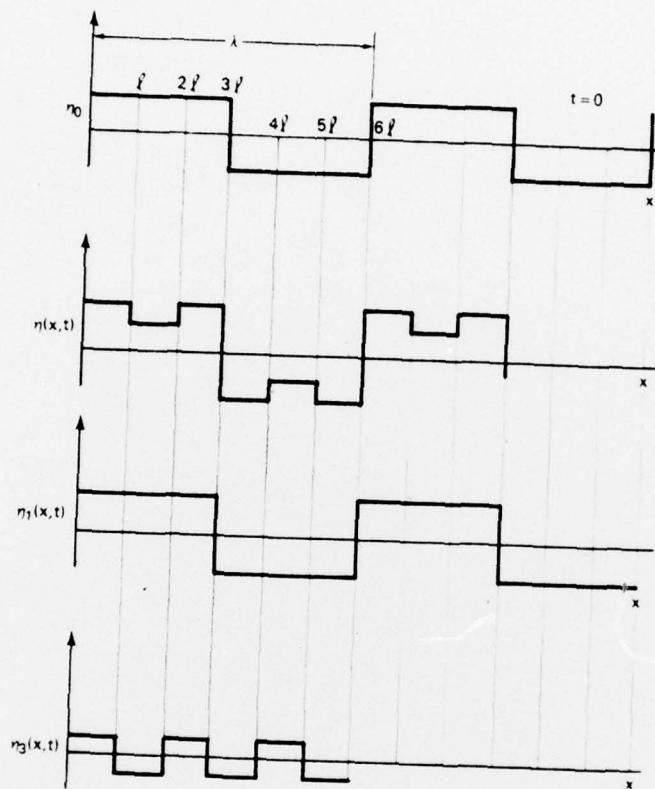 λ
ℓ 2ℓ 3ℓ
η₀ t = 0
4ℓ 5ℓ 6ℓ
x
η(x,t)
x
η₁(x,t)
x
η₃(x,t)
x